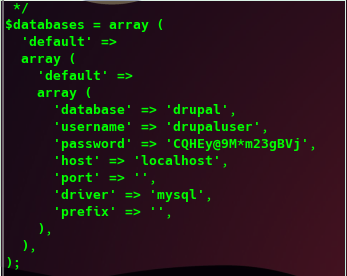 */
$databases = array (
'default' =>
array (
'default' =>
array (
'database' => 'drupal',
'username' => 'drupaluser',
'password' => 'CQHEy@9M*m23gBVj',
'host' => 'localhost',
'port' => '',
'driver' => 'mysql',
'prefix' => '',
),
),
);